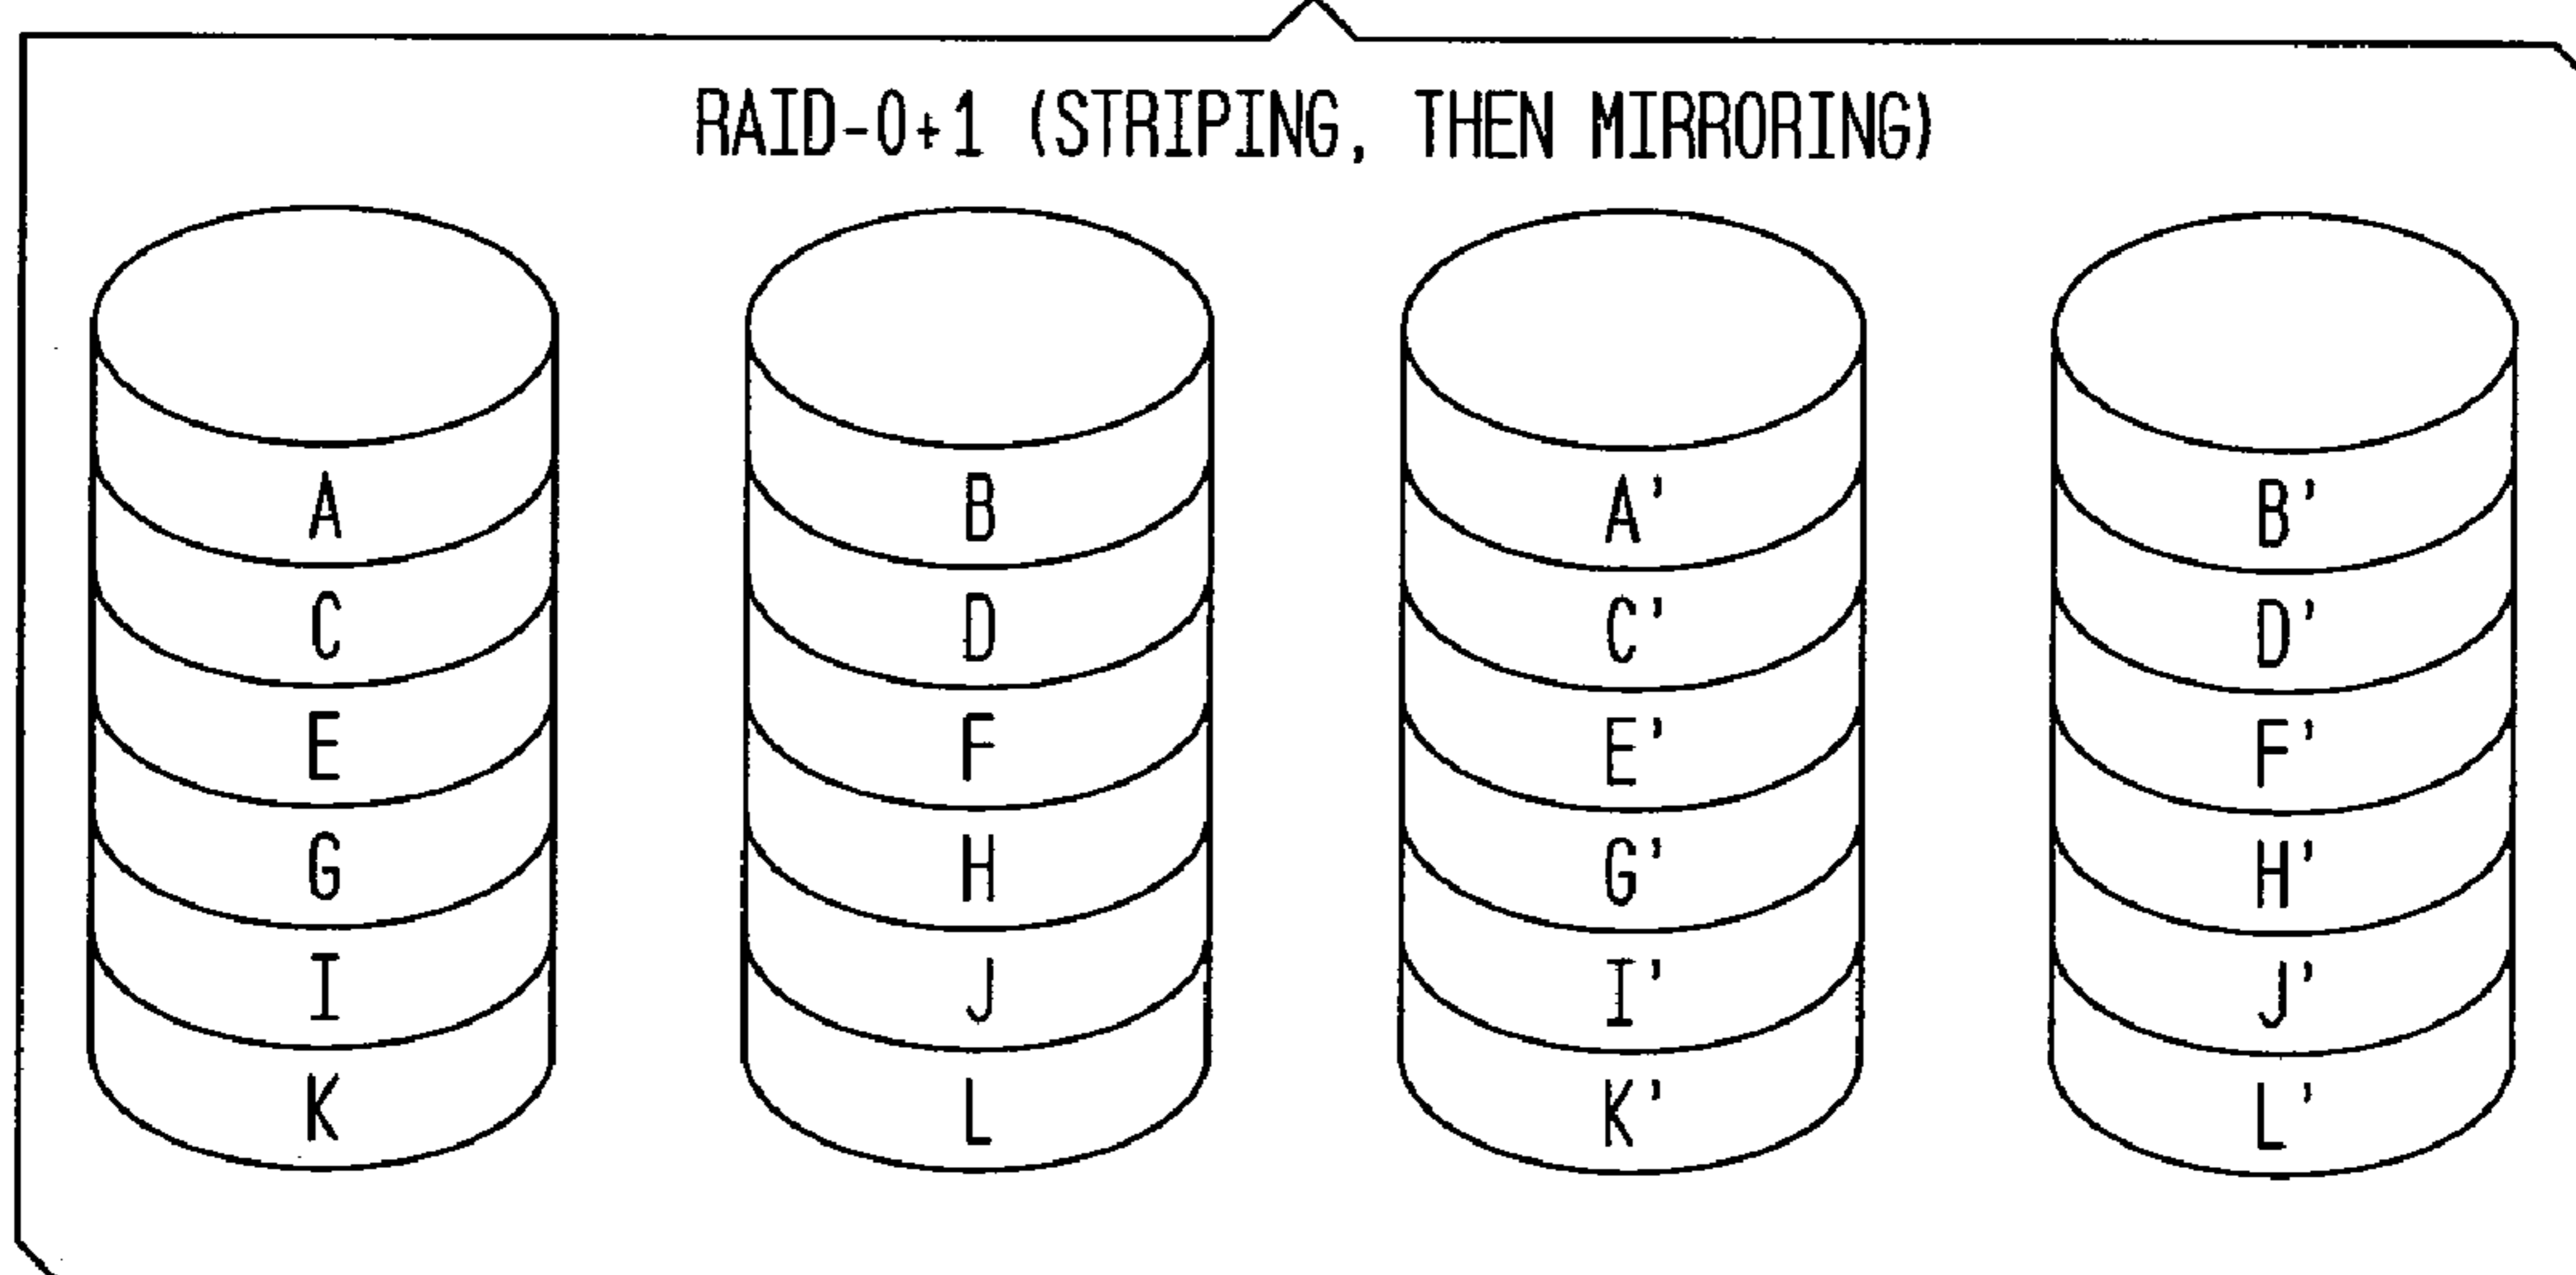 RAID-0+1 (STRIPING, THEN MIRRORING)
A B A' B'
C D C' D'
E F E' F'
G H G' H'
I J I' J'
K L K' L'